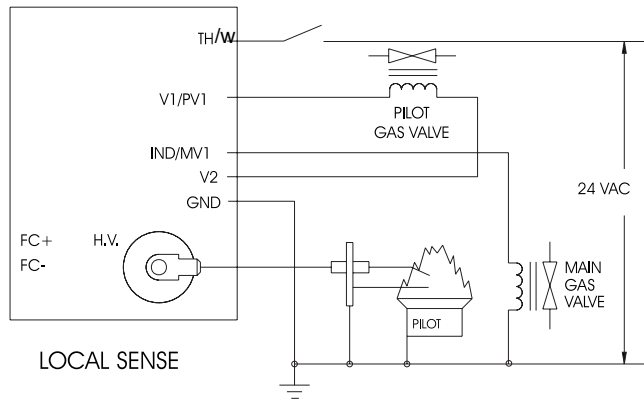 TH/W
V1/PV1
PILOT
GAS VALVE
IND/MV1
V2
24 VAC
GND
FC+
H.V.
FC-
MAIN
GAS
VALVE
PILOT
LOCAL SENSE